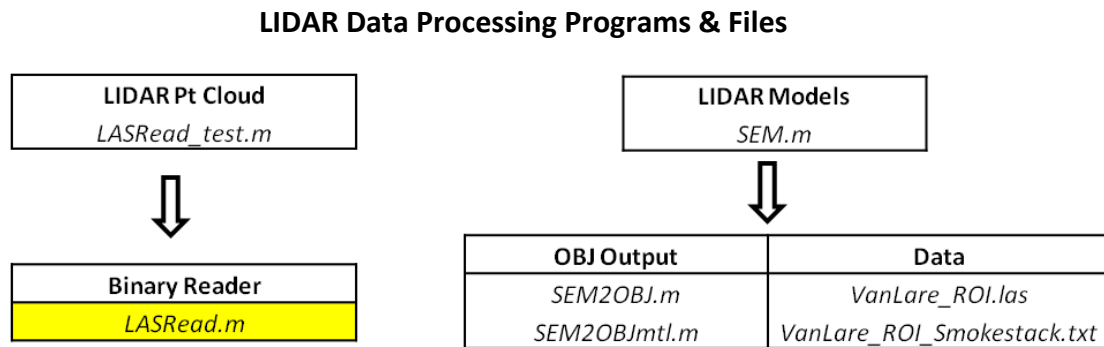 LIDAR Data Processing Programs & Files
LIDAR Pt Cloud
LASRead_test.m
Binary Reader
LASRead.m
LIDAR Models
SEM.m
OBJ Output Data
SEM2OBJ.m VanLare_ROI.las
SEM2OBJmtl.m VanLare_ROI_Smokestack.txt